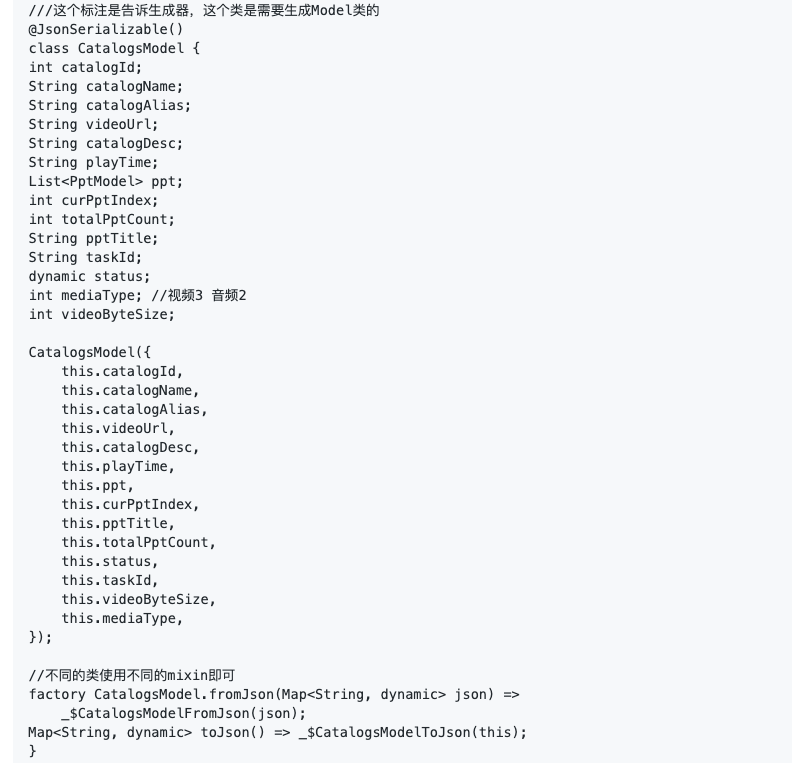 ///这个标注是告诉生成器，这个类是需要生成Model类的
@JsonSerializable()
class CatalogsModel {
int catalogId;
String catalogName;
String catalogAlias;
String videoUrl;
String catalogDesc;
String playTime;
List<PptModel> ppt;
int curPptIndex;
int totalPptCount;
String pptTitle;
String taskId;
dynamic status;
int mediaType; //视频3 音频2
int videoByteSize;

CatalogsModel({
    this.catalogId,
    this.catalogName,
    this.catalogAlias,
    this.videoUrl,
    this.catalogDesc,
    this.playTime,
    this.ppt,
    this.curPptIndex,
    this.pptTitle,
    this.totalPptCount,
    this.status,
    this.taskId,
    this.videoByteSize,
    this.mediaType,
});

//不同的类使用不同的mixin即可
factory CatalogsModel.fromJson(Map<String, dynamic> json) =>
    _$CatalogsModelFromJson(json);
Map<String, dynamic> toJson() => _$CatalogsModelToJson(this);
}